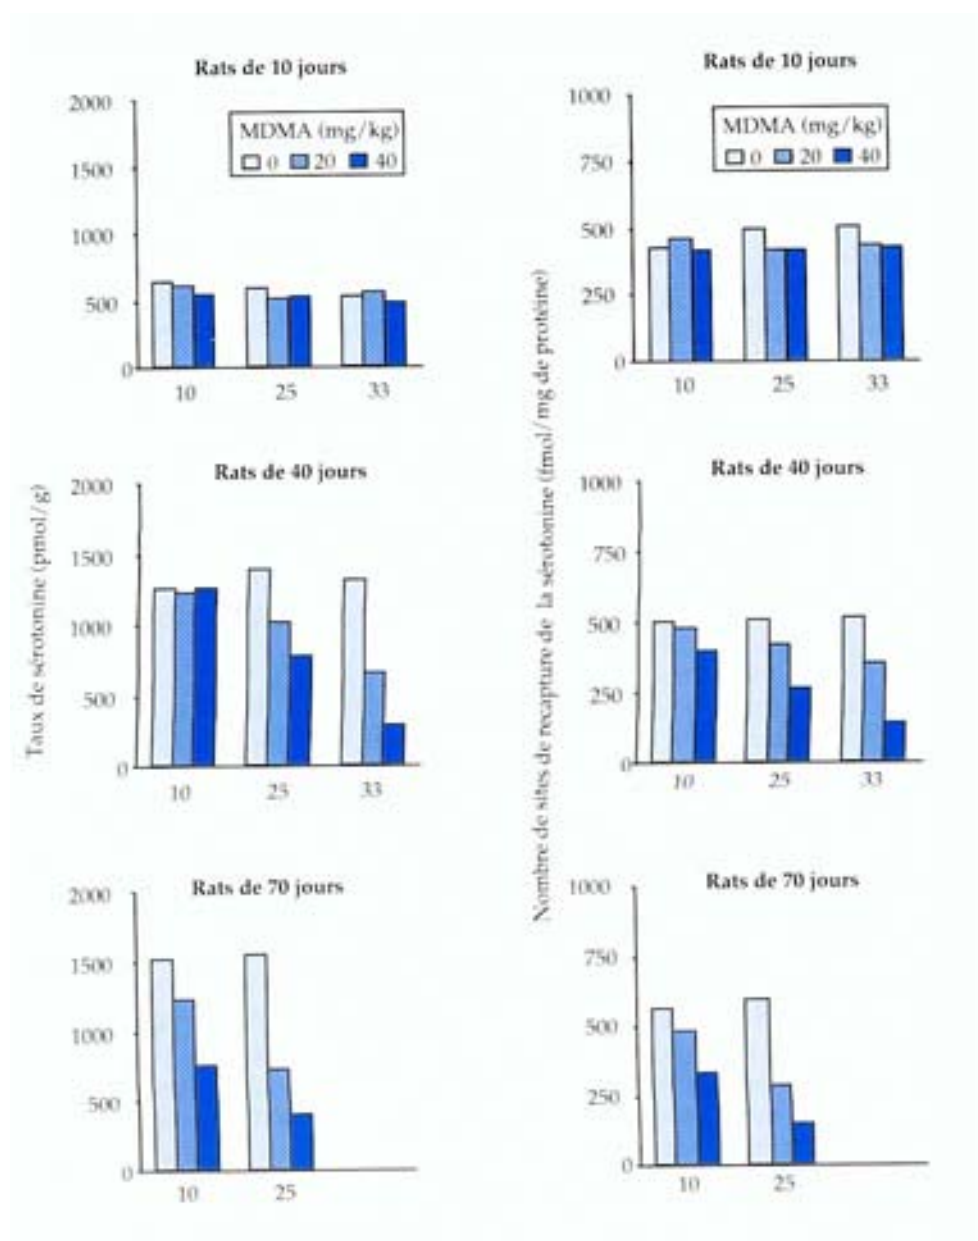 Rats de 10 jours
2000
1500
1000
500
0
MDMA (mg/kg)
0 20 40
10 25 33
Rats de 40 jours
2000
1500
1000
500
0
10 25 33
Rats de 70 jours
2000
1500
1000
500
0
10 25
Taux de sérotonine (pmol/g)
Rats de 10 jours
1000
750
500
250
0
MDMA (mg/kg)
0 20 40
10 25 33
Rats de 40 jours
1000
750
500
250
0
10 25 33
Rats de 70 jours
1000
750
500
250
0
10 25
Nombre de sites de recapture de la sérotonine (fmol/mg de protéine)